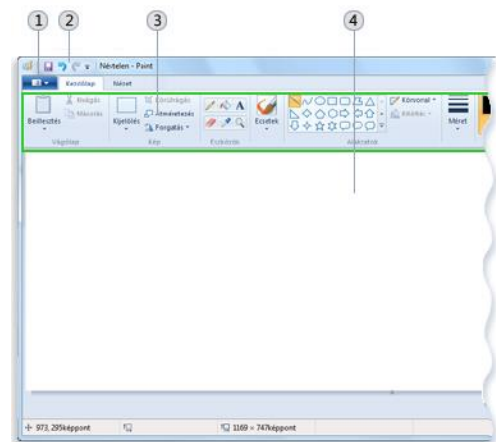 1 2 3 4
Névtelen - Paint
Kezdőlap Nézet
Beillesztés
Kivágás
Másolás
Vágólap
Kijelölés
Körülvágás
Átméretezés
Forgatás
Kép
A
Eszközök
Ecsetek
Körvonal
Kitöltés
Alakzatok
Méret
973, 295képpont 1169 × 747képpont